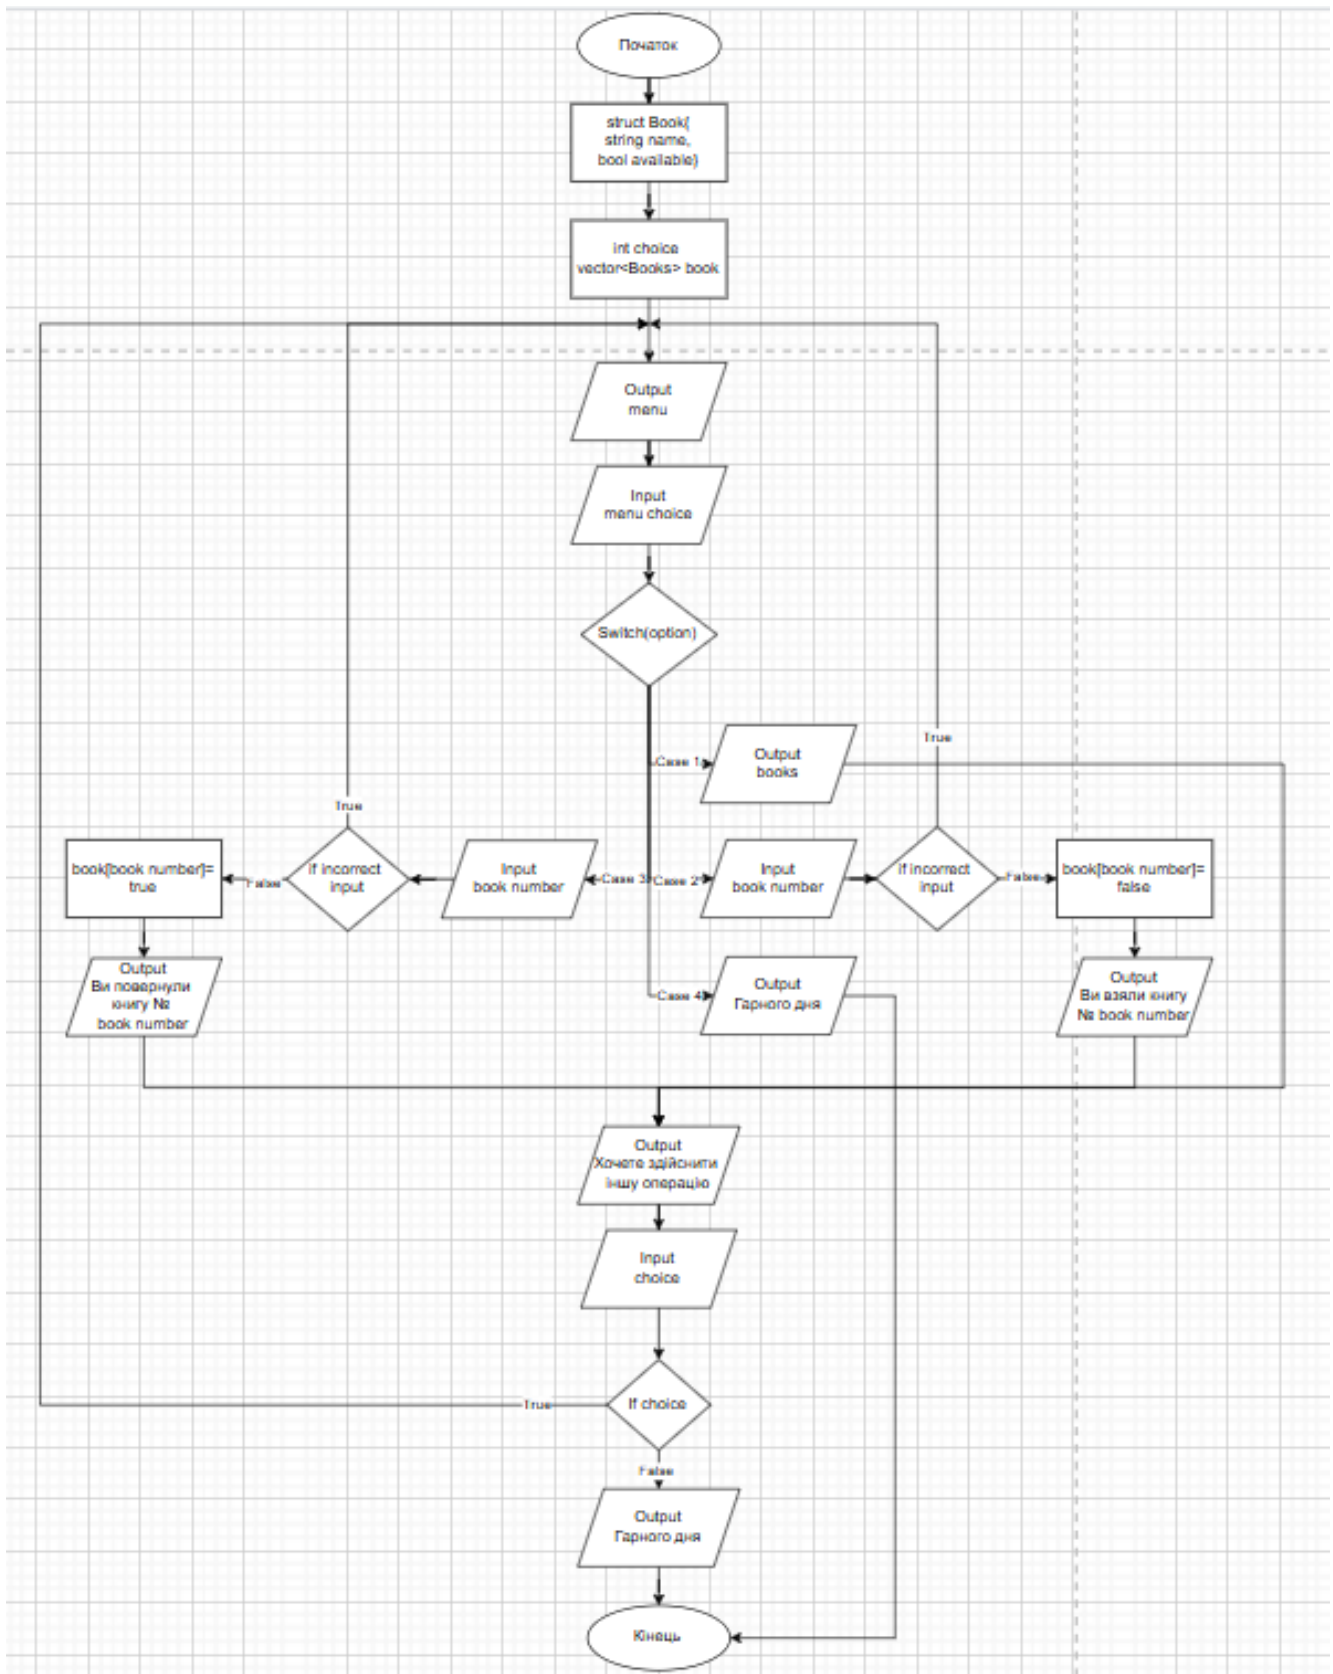 Початок
struct Book(
string name,
bool available)
int choice
vector<Books> book
Output
menu
Input
menu choice
Switch(option)
True
Case 1
Output
books
True
book[book number]=
true
False
if incorrect
input
Input
book number
Case 3
Case 2
Input
book number
if incorrect
input
False
book[book number]=
false
Output
Ви повернули
книгу №
book number
Case 4
Output
Гарного дня
Output
Ви взяли книгу
№ book number
Output
Хочете здійснити
іншу операцію
Input
choice
True
If choice
False
Output
Гарного дня
Кінець